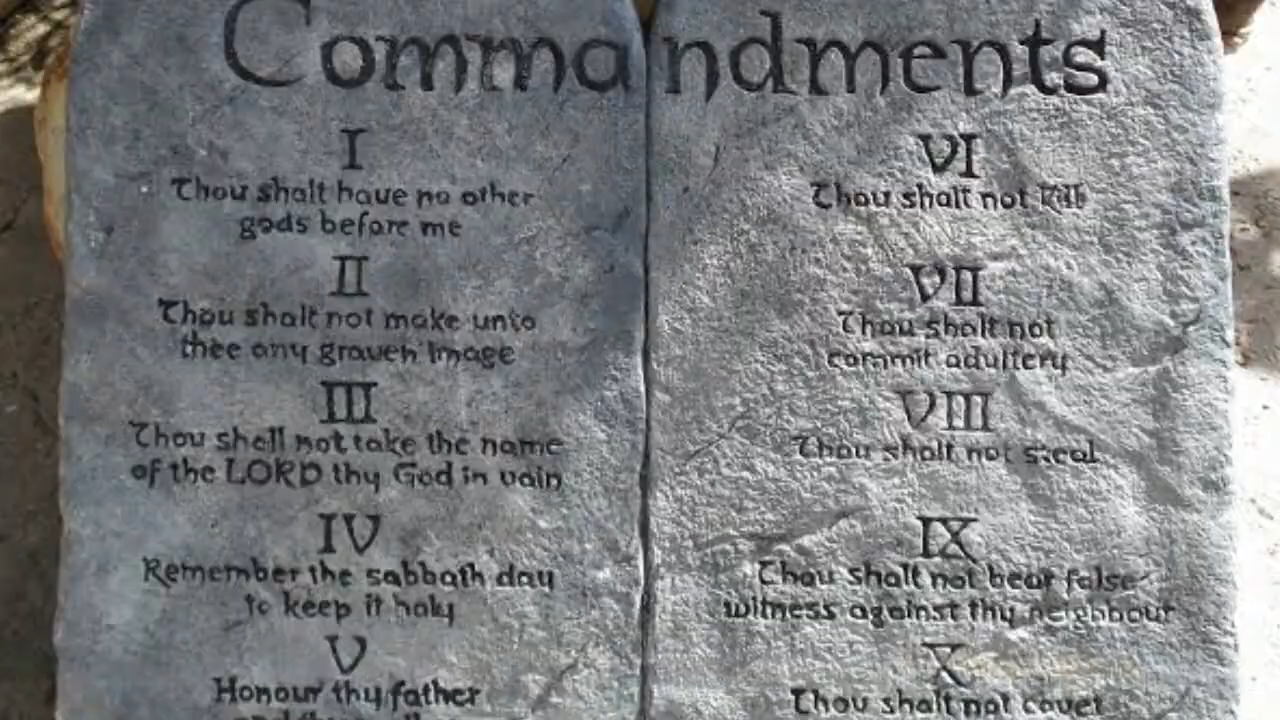 Commandments
I
Thou shalt have no other
gods before me
II
Thou shalt not make unto
thee any graven image
III
Thou shall not take the name
of the LORD thy God in vain
IV
Remember the sabbath day
to keep it holy
V
Honour thy father
VI
Thou shalt not kill
VII
Thou shalt not
commit adultery
VIII
Thou shalt not steal
IX
Thou shalt not bear false
witness against thy neighbour
X
Thou shalt not covet